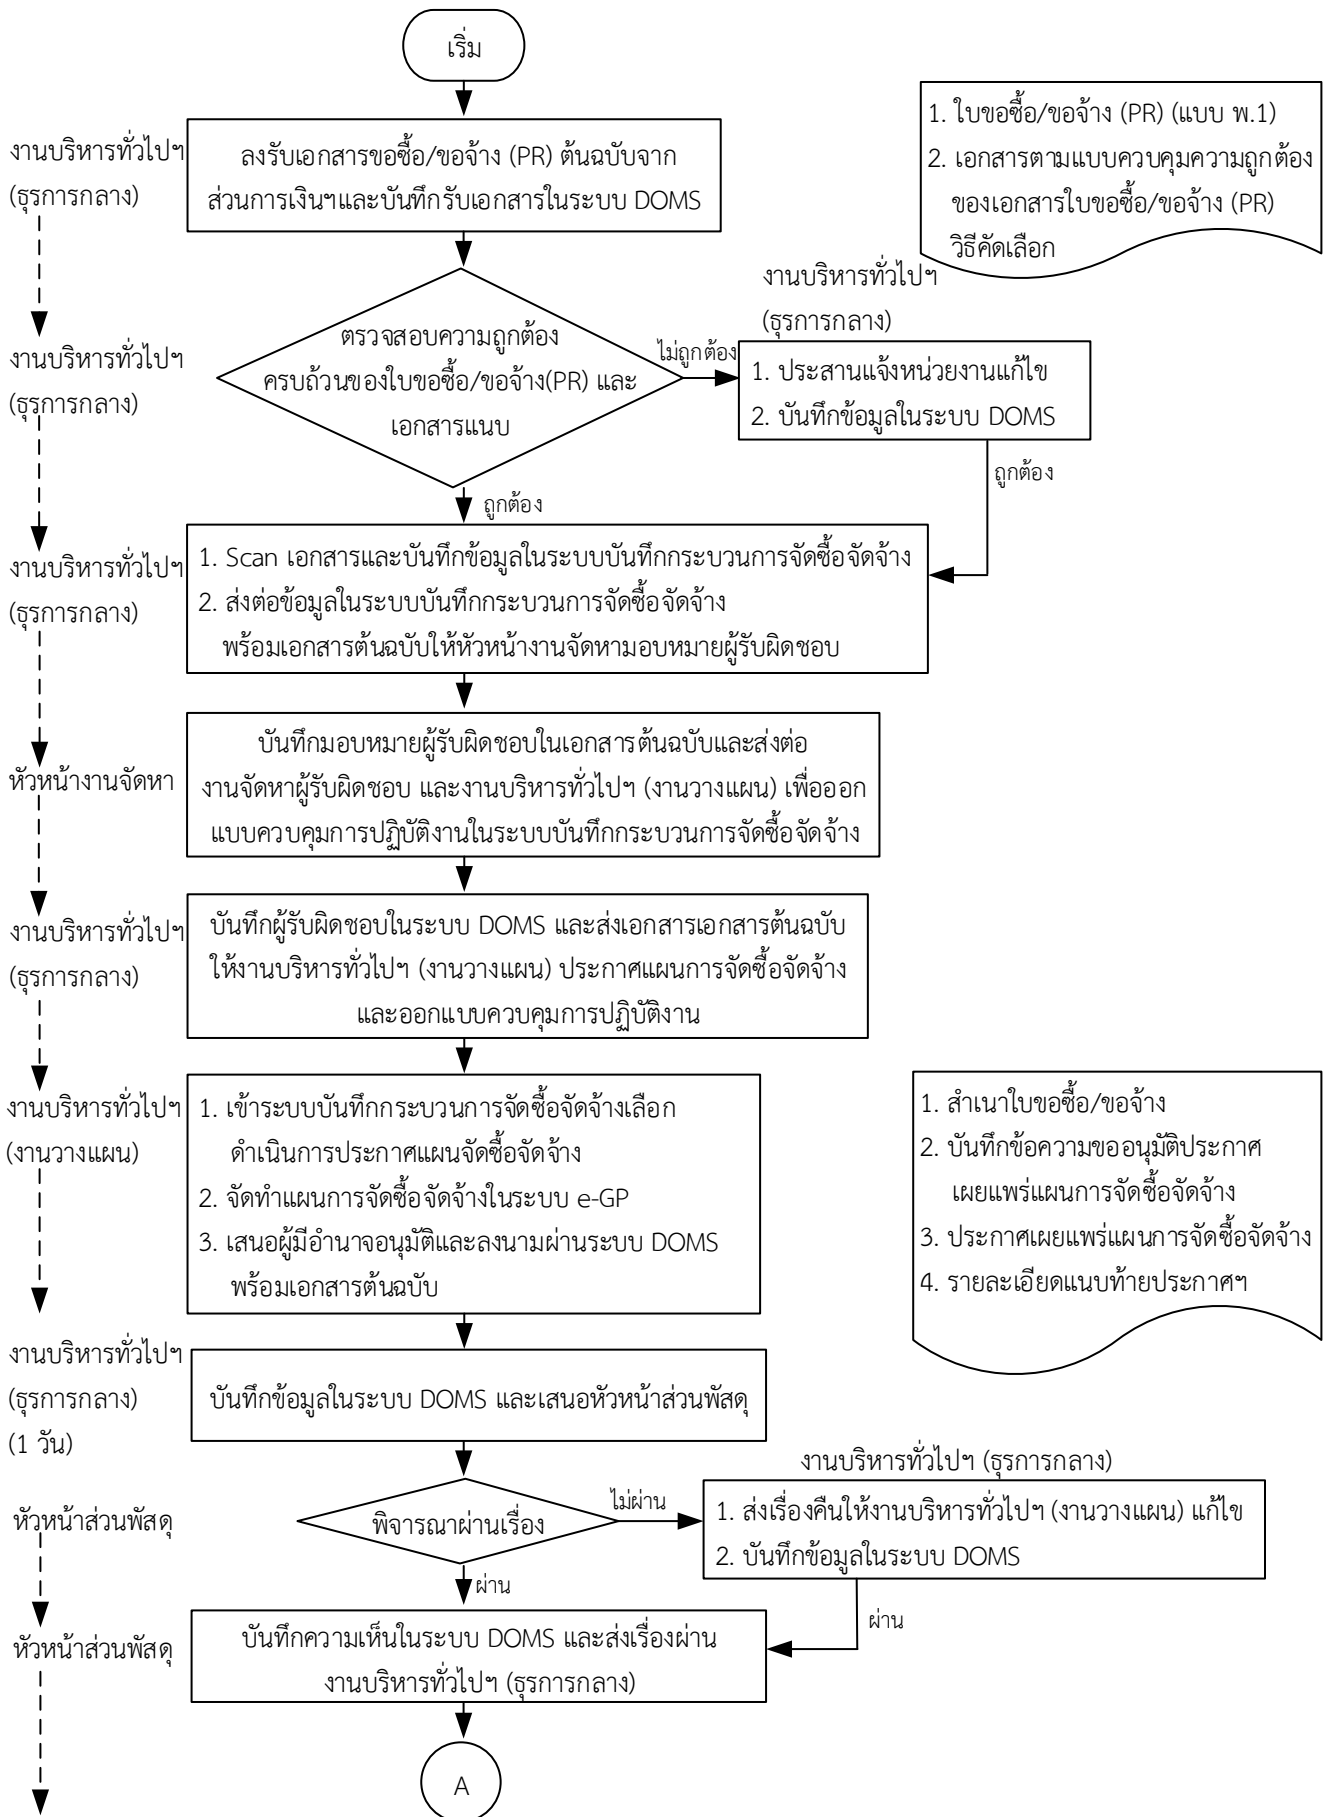 เริ่ม
งานบริหารทั่วไปฯ
(ธุรการกลาง)
ลงรับเอกสารขอซื้อ/ขอจ้าง (PR) ต้นฉบับจาก
ส่วนการเงินฯและบันทึกรับเอกสารในระบบ DOMS
1. ใบขอซื้อ/ขอจ้าง (PR) (แบบ พ.1)
2. เอกสารตามแบบควบคุมความถูกต้อง
ของเอกสารใบขอซื้อ/ขอจ้าง (PR)
วิธีคัดเลือก
งานบริหารทั่วไปฯ
(ธุรการกลาง)
ตรวจสอบความถูกต้อง
ครบถ้วนของใบขอซื้อ/ขอจ้าง(PR) และ
เอกสารแนบ
ไม่ถูกต้อง
งานบริหารทั่วไปฯ
(ธุรการกลาง)
1. ประสานแจ้งหน่วยงานแก้ไข
2. บันทึกข้อมูลในระบบ DOMS
ถูกต้อง
ถูกต้อง
งานบริหารทั่วไปฯ
(ธุรการกลาง)
1. Scan เอกสารและบันทึกข้อมูลในระบบบันทึกกระบวนการจัดซื้อจัดจ้าง
2. ส่งต่อข้อมูลในระบบบันทึกกระบวนการจัดซื้อจัดจ้าง
พร้อมเอกสารต้นฉบับให้หัวหน้างานจัดหามอบหมายผู้รับผิดชอบ
หัวหน้างานจัดหา
บันทึกมอบหมายผู้รับผิดชอบในเอกสารต้นฉบับและส่งต่อ
งานจัดหาผู้รับผิดชอบ และงานบริหารทั่วไปฯ (งานวางแผน) เพื่อออก
แบบควบคุมการปฏิบัติงานในระบบบันทึกกระบวนการจัดซื้อจัดจ้าง
งานบริหารทั่วไปฯ
(ธุรการกลาง)
บันทึกผู้รับผิดชอบในระบบ DOMS และส่งเอกสารเอกสารต้นฉบับ
ให้งานบริหารทั่วไปฯ (งานวางแผน) ประกาศแผนการจัดซื้อจัดจ้าง
และออกแบบควบคุมการปฏิบัติงาน
งานบริหารทั่วไปฯ
(งานวางแผน)
1. เข้าระบบบันทึกกระบวนการจัดซื้อจัดจ้างเลือก
ดำเนินการประกาศแผนจัดซื้อจัดจ้าง
2. จัดทำแผนการจัดซื้อจัดจ้างในระบบ e-GP
3. เสนอผู้มีอำนาจอนุมัติและลงนามผ่านระบบ DOMS
พร้อมเอกสารต้นฉบับ
1. สำเนาใบขอซื้อ/ขอจ้าง
2. บันทึกข้อความขออนุมัติประกาศ
เผยแพร่แผนการจัดซื้อจัดจ้าง
3. ประกาศเผยแพร่แผนการจัดซื้อจัดจ้าง
4. รายละเอียดแนบท้ายประกาศฯ
งานบริหารทั่วไปฯ
(ธุรการกลาง)
(1 วัน)
บันทึกข้อมูลในระบบ DOMS และเสนอหัวหน้าส่วนพัสดุ
หัวหน้าส่วนพัสดุ
พิจารณาผ่านเรื่อง
ไม่ผ่าน
งานบริหารทั่วไปฯ (ธุรการกลาง)
1. ส่งเรื่องคืนให้งานบริหารทั่วไปฯ (งานวางแผน) แก้ไข
2. บันทึกข้อมูลในระบบ DOMS
ผ่าน
ผ่าน
หัวหน้าส่วนพัสดุ
บันทึกความเห็นในระบบ DOMS และส่งเรื่องผ่าน
งานบริหารทั่วไปฯ (ธุรการกลาง)
A